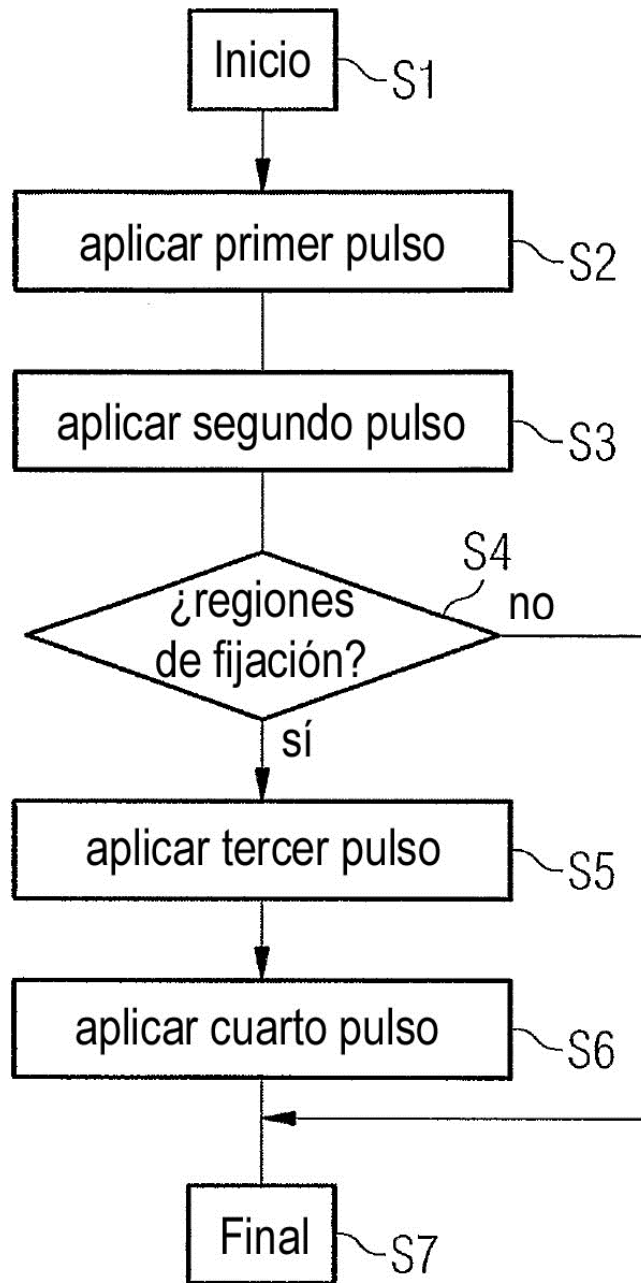 Inicio
S1
aplicar primer pulso
S2
aplicar segundo pulso
S3
S4
¿regiones
de fijación?
no
sí
aplicar tercer pulso
S5
aplicar cuarto pulso
S6
Final
S7